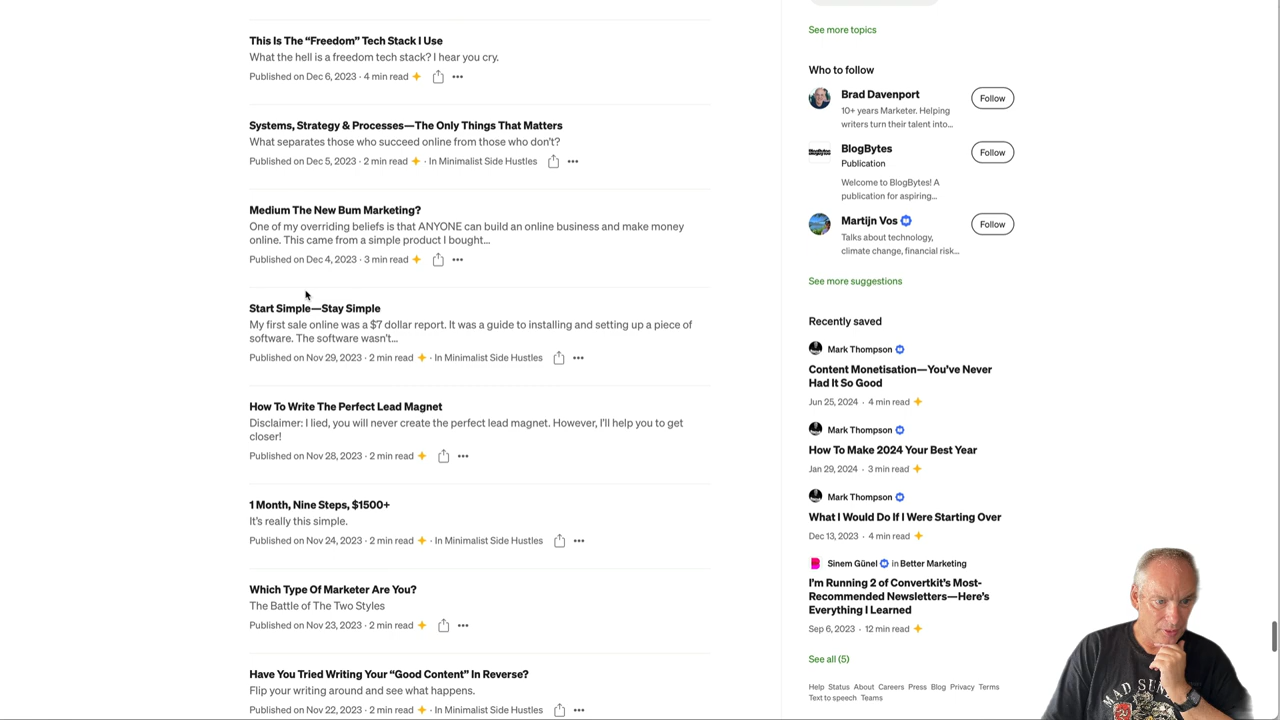 This Is The “Freedom” Tech Stack I Use
What the hell is a freedom tech stack? I hear you cry.
Published on Dec 6, 2023 · 4 min read
Systems, Strategy & Processes—The Only Things That Matters
What separates those who succeed online from those who don’t?
Published on Dec 5, 2023 · 2 min read · In Minimalist Side Hustles
Medium The New Bum Marketing?
One of my overriding beliefs is that ANYONE can build an online business and make money
online. This came from a simple product I bought...
Published on Dec 4, 2023 · 3 min read
Start Simple—Stay Simple
My first sale online was a $7 dollar report. It was a guide to installing and setting up a piece of
software. The software wasn’t...
Published on Nov 29, 2023 · 2 min read · In Minimalist Side Hustles
How To Write The Perfect Lead Magnet
Disclaimer: I lied, you will never create the perfect lead magnet. However, I’ll help you to get
closer!
Published on Nov 28, 2023 · 2 min read
1 Month, Nine Steps, $1500+
It’s really this simple.
Published on Nov 24, 2023 · 2 min read · In Minimalist Side Hustles
Which Type Of Marketer Are You?
The Battle of The Two Styles
Published on Nov 23, 2023 · 2 min read
Have You Tried Writing Your “Good Content” In Reverse?
Flip your writing around and see what happens.
Published on Nov 22, 2023 · 2 min read · In Minimalist Side Hustles
See more topics
Who to follow
Brad Davenport
10+ years Marketer. Helping
writers turn their talent into...
Follow
BlogBytes
Publication
Welcome to BlogBytes! A
publication for aspiring...
Follow
Martijn Vos
Talks about technology,
climate change, financial risk...
Follow
See more suggestions
Recently saved
Mark Thompson
Content Monetisation—You’ve Never
Had It So Good
Jun 25, 2024 · 4 min read
Mark Thompson
How To Make 2024 Your Best Year
Jan 29, 2024 · 3 min read
Mark Thompson
What I Would Do If I Were Starting Over
Dec 13, 2023 · 4 min read
Sinem Günel in Better Marketing
I’m Running 2 of Convertkit’s Most-
Recommended Newsletters—Here’s
Everything I Learned
Sep 6, 2023 · 12 min read
See all (5)
Help Status About Careers Press Blog Privacy Terms
Text to speech Teams